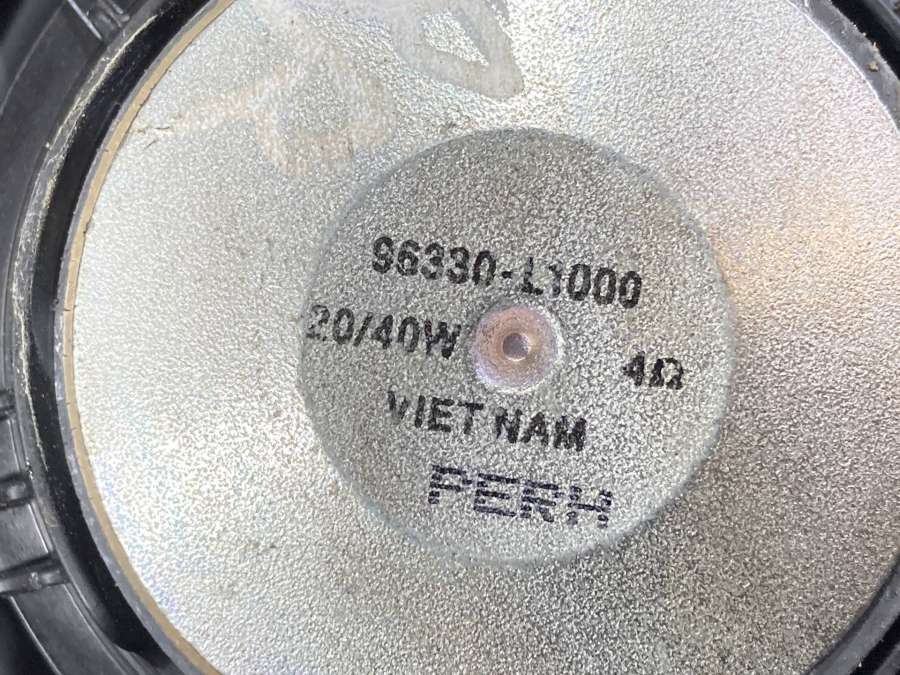 96330-L1000
20/40W 4Ω
VIET NAM
PERH